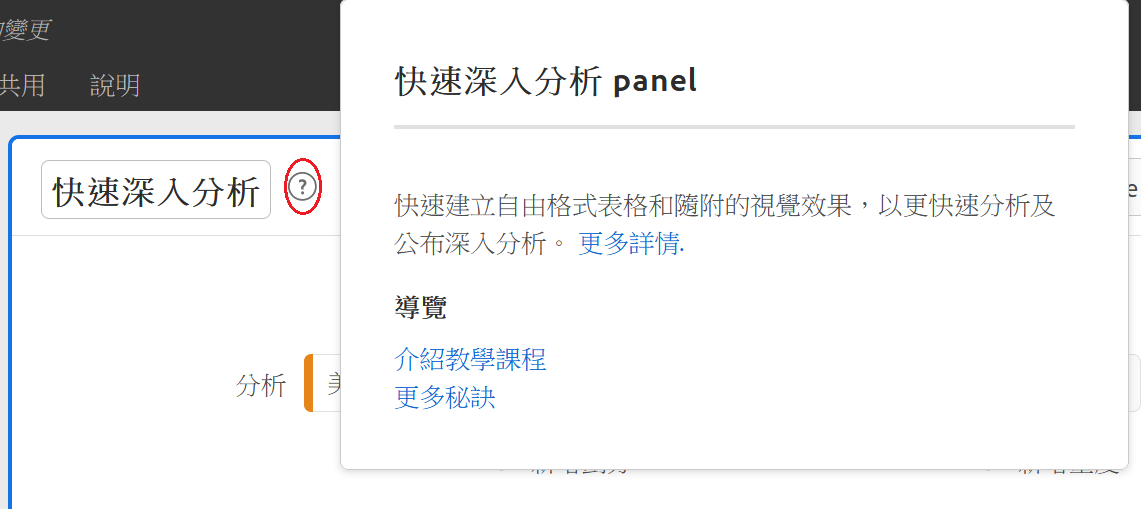 變更
共用 說明
快速深入分析 panel
快速深入分析 ?
快速建立自由格式表格和隨附的視覺效果，以更快速分析及
公布深入分析。 更多詳情.
導覽
介紹教學課程
更多秘訣
分析
e